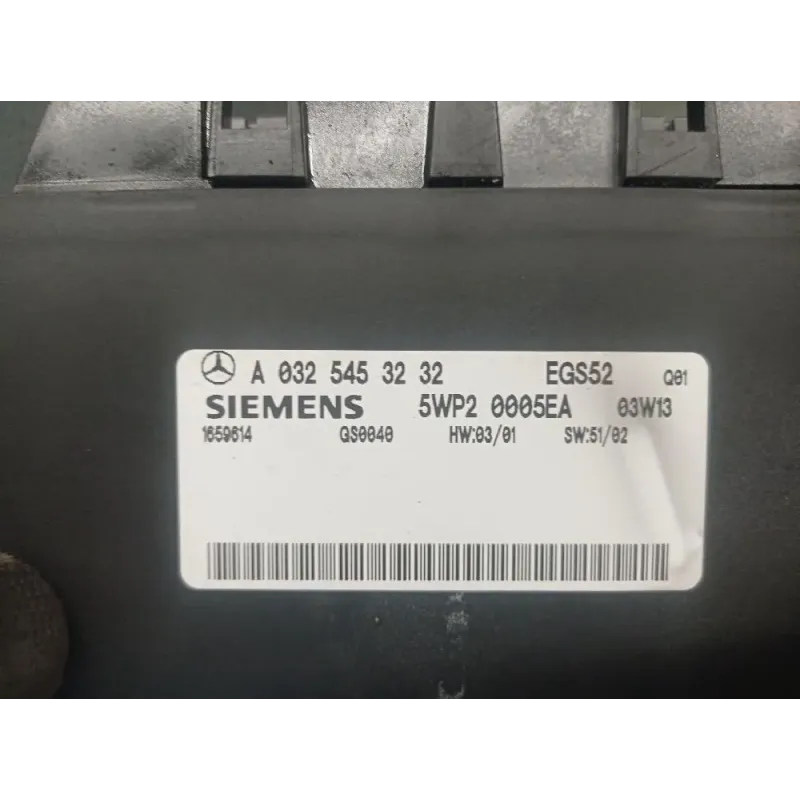 A 032 545 32 32 EGS52 Q01
SIEMENS 5WP2 0005EA 03W13
1659614 GS0040 HW:03/01 SW:51/02